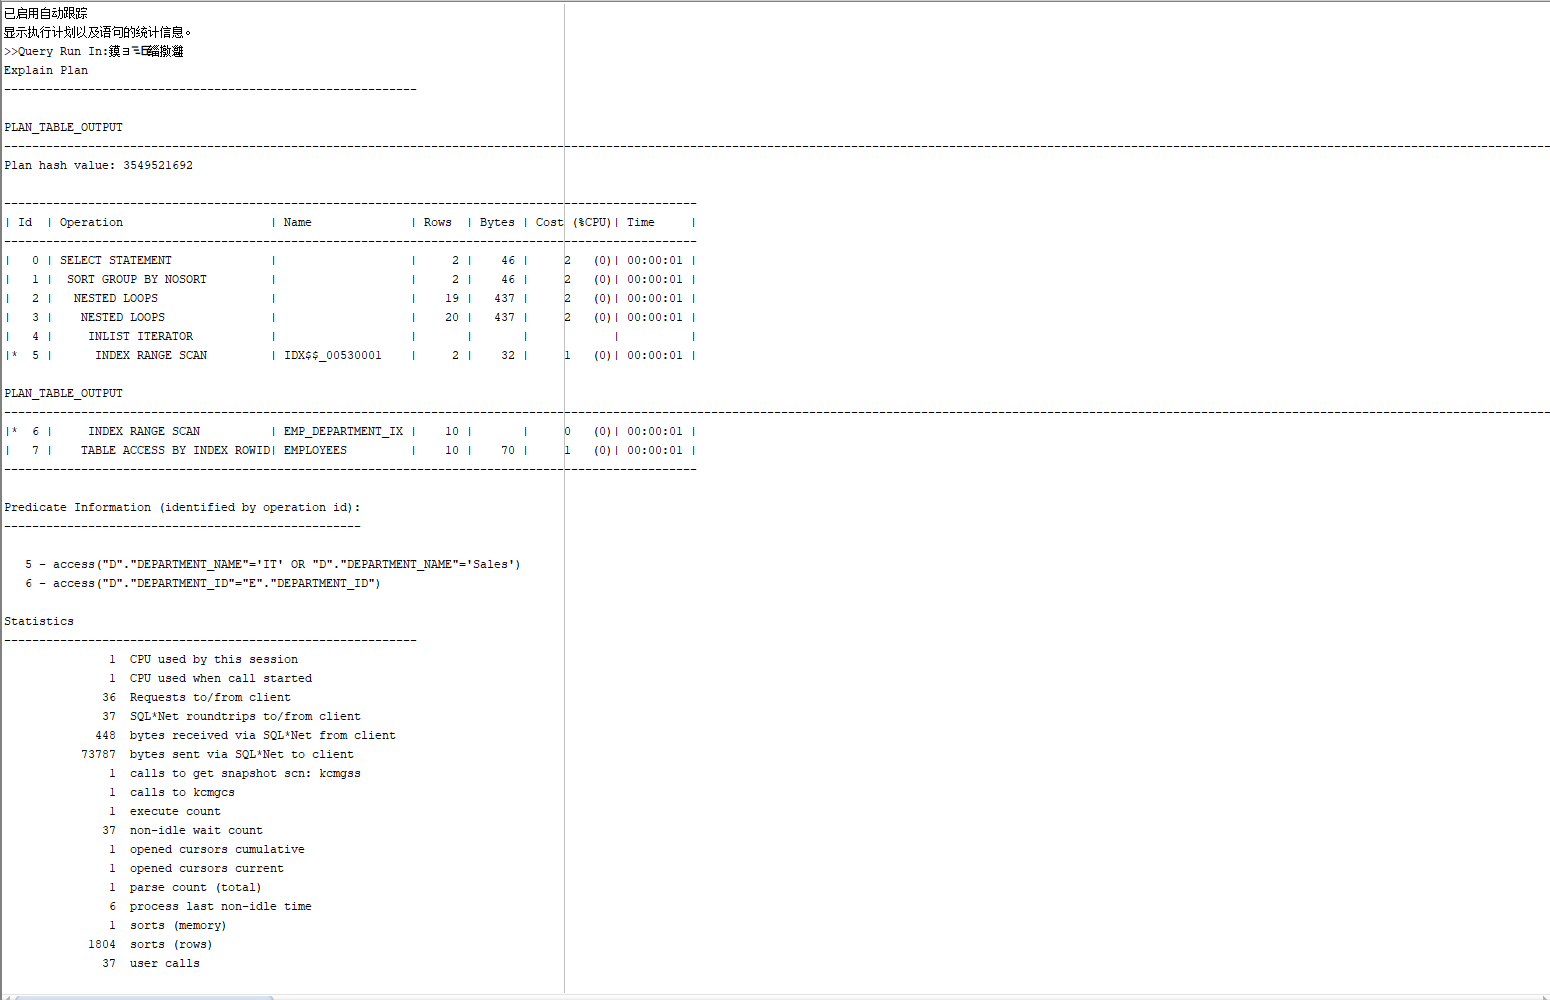 已启用自动跟踪
显示执行计划以及语句的统计信息。
>>Query Run In:
Explain Plan
-----------------------------------------------------------

PLAN_TABLE_OUTPUT
---------------------------------------------------------------------------------------------------
Plan hash value: 3549521692

---------------------------------------------------------------------------------------------------
| Id  | Operation                     | Name              | Rows  | Bytes | Cost (%CPU)| Time     |
---------------------------------------------------------------------------------------------------
|   0 | SELECT STATEMENT              |                   |     2 |    46 |     2   (0)| 00:00:01 |
|   1 |  SORT GROUP BY NOSORT         |                   |     2 |    46 |     2   (0)| 00:00:01 |
|   2 |   NESTED LOOPS                |                   |    19 |   437 |     2   (0)| 00:00:01 |
|   3 |    NESTED LOOPS               |                   |    20 |   437 |     2   (0)| 00:00:01 |
|   4 |     INLIST ITERATOR           |                   |       |       |            |          |
|*  5 |      INDEX RANGE SCAN         | IDX$$_00530001    |     2 |    32 |     1   (0)| 00:00:01 |

PLAN_TABLE_OUTPUT
---------------------------------------------------------------------------------------------------
|*  6 |     INDEX RANGE SCAN          | EMP_DEPARTMENT_IX |    10 |       |     0   (0)| 00:00:01 |
|   7 |    TABLE ACCESS BY INDEX ROWID| EMPLOYEES         |    10 |    70 |     1   (0)| 00:00:01 |
---------------------------------------------------------------------------------------------------

Predicate Information (identified by operation id):
---------------------------------------------------

   5 - access("D"."DEPARTMENT_NAME"='IT' OR "D"."DEPARTMENT_NAME"='Sales')
   6 - access("D"."DEPARTMENT_ID"="E"."DEPARTMENT_ID")

Statistics
-----------------------------------------------------------
               1  CPU used by this session
               1  CPU used when call started
              36  Requests to/from client
              37  SQL*Net roundtrips to/from client
             448  bytes received via SQL*Net from client
           73787  bytes sent via SQL*Net to client
               1  calls to get snapshot scn: kcmgss
               1  calls to kcmgcs
               1  execute count
              37  non-idle wait count
               1  opened cursors cumulative
               1  opened cursors current
               1  parse count (total)
               6  process last non-idle time
               1  sorts (memory)
            1804  sorts (rows)
              37  user calls